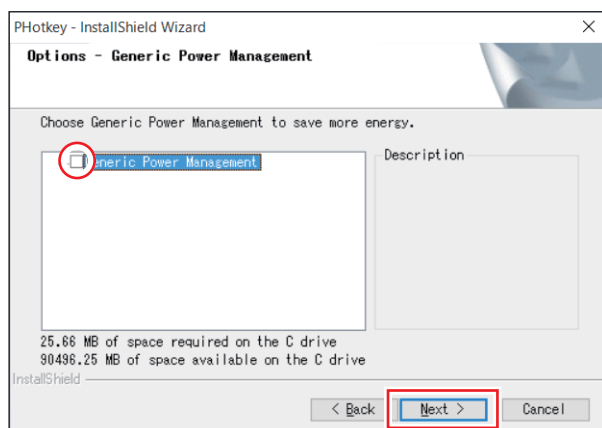 PHotkey - InstallShield Wizard
Options - Generic Power Management
Choose Generic Power Management to save more energy.
eneric Power Management
Description
25.66 MB of space required on the C drive
90496.25 MB of space available on the C drive
InstallShield
< Back
Next >
Cancel